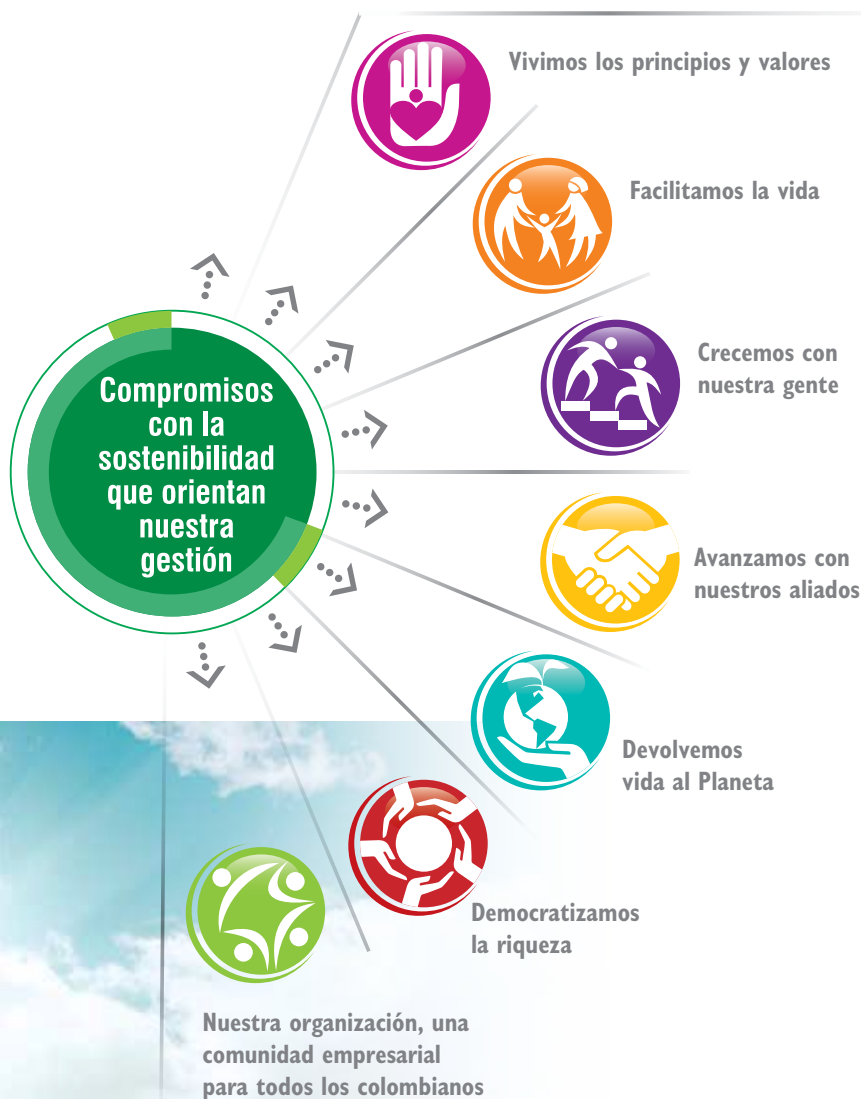 Vivimos los principios y valores
Facilitamos la vida
Crecemos con
nuestra gente
Compromisos
con la
sostenibilidad
que orientan
nuestra
gestión
Avanzamos con
nuestros aliados
Devolvemos
vida al Planeta
Democratizamos
la riqueza
Nuestra organización, una
comunidad empresarial
para todos los colombianos